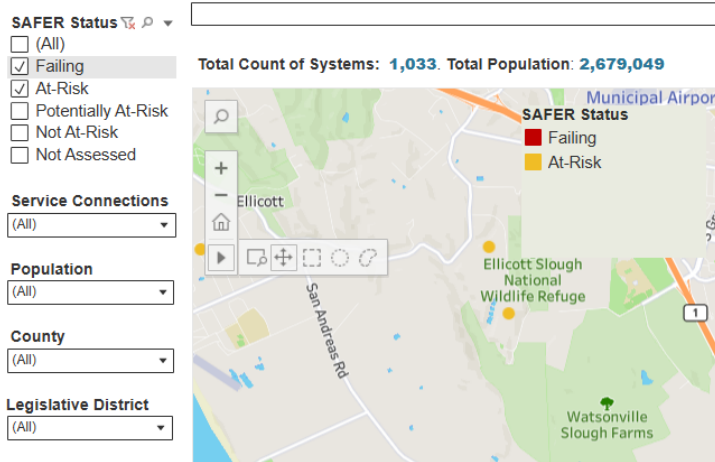 SAFER Status
(All)
Failing
At-Risk
Potentially At-Risk
Not At-Risk
Not Assessed
Service Connections
(All)
Population
(All)
County
(All)
Legislative District
(All)
Total Count of Systems: 1,033. Total Population: 2,679,049
Municipal Airpor
SAFER Status
Failing
At-Risk
Ellicott
Ellicott Slough
National
Wildlife Refuge
San Andreas Rd
1
Watsonville
Slough Farms